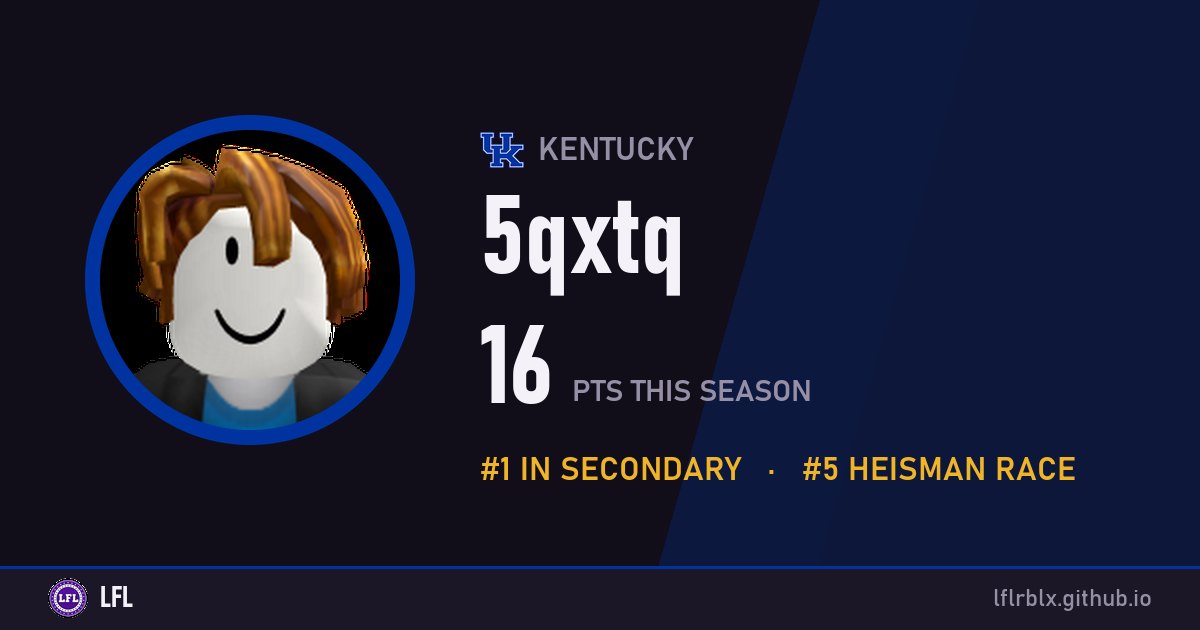 UK KENTUCKY
5qxtq
16 PTS THIS SEASON
#1 IN SECONDARY · #5 HEISMAN RACE
LFL LFL
lflrblx.github.io